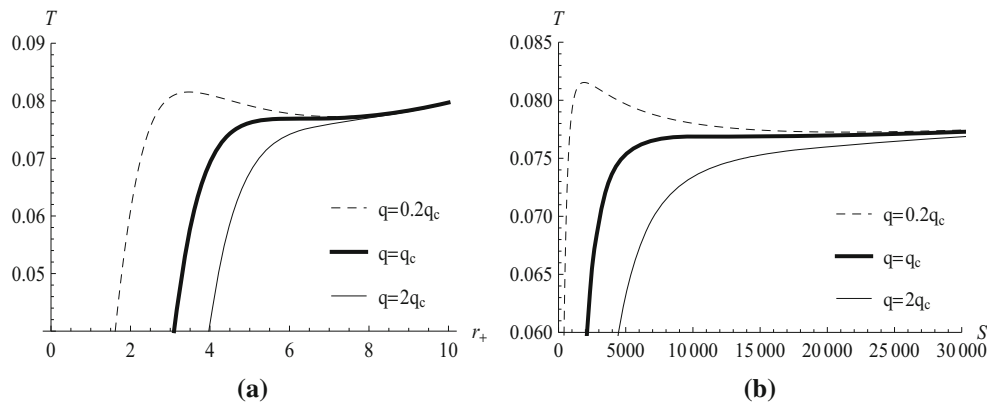 T
0.09
0.08
0.07
0.06
0.05
0 2 4 6 8 10 r+
q=0.2qc
q=qc
q=2qc
(a)
T
0.085
0.080
0.075
0.070
0.065
0.060
0 5000 10 000 15 000 20 000 25 000 30 000 S
q=0.2qc
q=qc
q=2qc
(b)